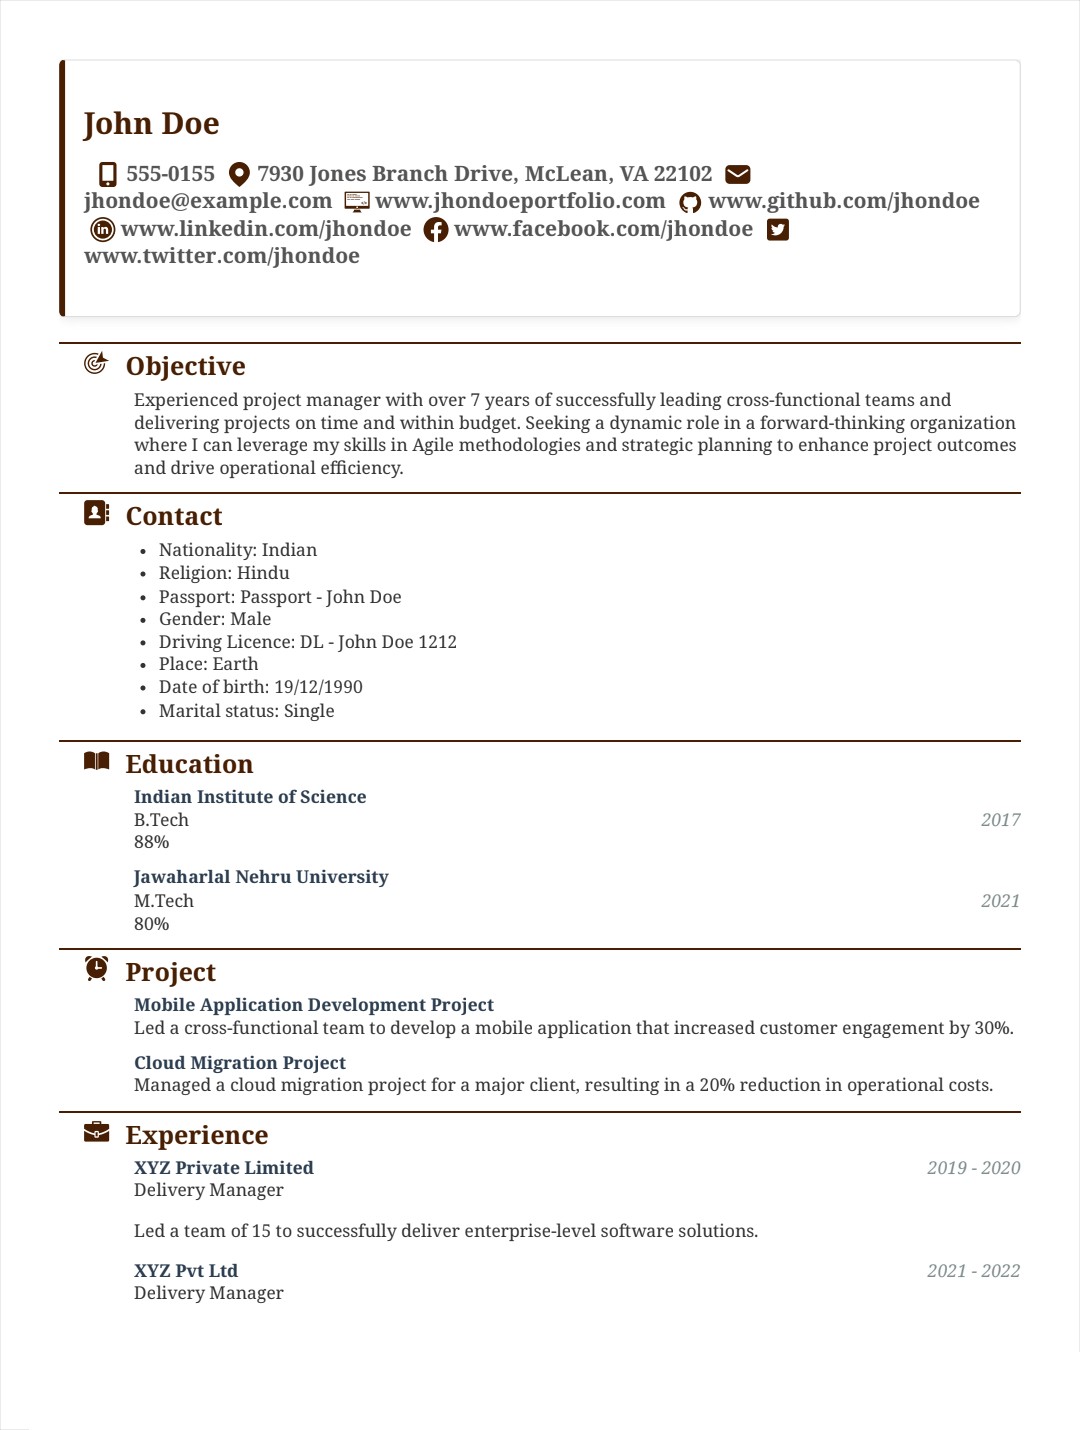 John Doe
555-0155 7930 Jones Branch Drive, McLean, VA 22102
jhondoe@example.com www.jhondoeportfolio.com www.github.com/jhondoe
www.linkedin.com/jhondoe www.facebook.com/jhondoe
www.twitter.com/jhondoe
Objective
Experienced project manager with over 7 years of successfully leading cross-functional teams and
delivering projects on time and within budget. Seeking a dynamic role in a forward-thinking organization
where I can leverage my skills in Agile methodologies and strategic planning to enhance project outcomes
and drive operational efficiency.
Contact
• Nationality: Indian
• Religion: Hindu
• Passport: Passport - John Doe
• Gender: Male
• Driving Licence: DL - John Doe 1212
• Place: Earth
• Date of birth: 19/12/1990
• Marital status: Single
Education
Indian Institute of Science
B.Tech 2017
88%
Jawaharlal Nehru University
M.Tech 2021
80%
Project
Mobile Application Development Project
Led a cross-functional team to develop a mobile application that increased customer engagement by 30%.
Cloud Migration Project
Managed a cloud migration project for a major client, resulting in a 20% reduction in operational costs.
Experience
XYZ Private Limited 2019 - 2020
Delivery Manager
Led a team of 15 to successfully deliver enterprise-level software solutions.
XYZ Pvt Ltd 2021 - 2022
Delivery Manager